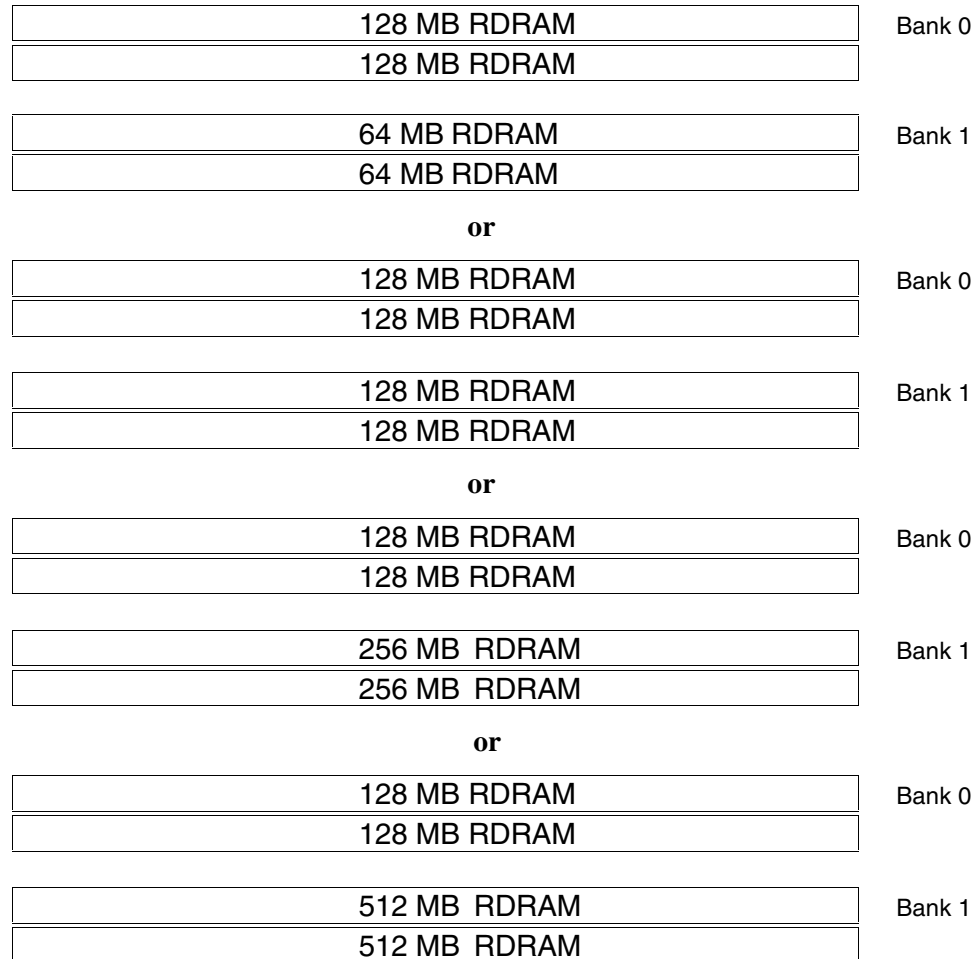 128 MB RDRAM Bank 0
128 MB RDRAM
64 MB RDRAM Bank 1
64 MB RDRAM
or
128 MB RDRAM Bank 0
128 MB RDRAM
128 MB RDRAM Bank 1
128 MB RDRAM
or
128 MB RDRAM Bank 0
128 MB RDRAM
256 MB RDRAM Bank 1
256 MB RDRAM
or
128 MB RDRAM Bank 0
128 MB RDRAM
512 MB RDRAM Bank 1
512 MB RDRAM